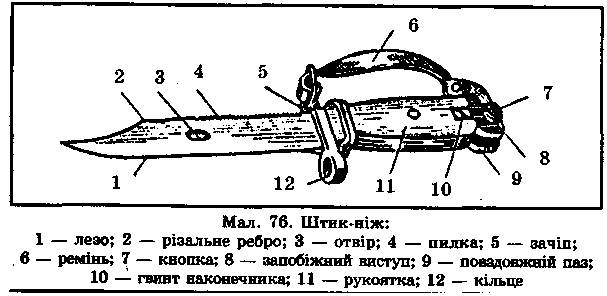 6
2 3 4 5
7
8
1 12 11 10 9
Мал. 76. Штик-ніж:
1 — лезо; 2 — різальне ребро; 3 — отвір; 4 — пилка; 5 — зачіп;
6 — ремінь; 7 — кнопка; 8 — запобіжний виступ; 9 — повздовжній паз;
10 — гвинт наконечника; 11 — рукоятка; 12 — кільце